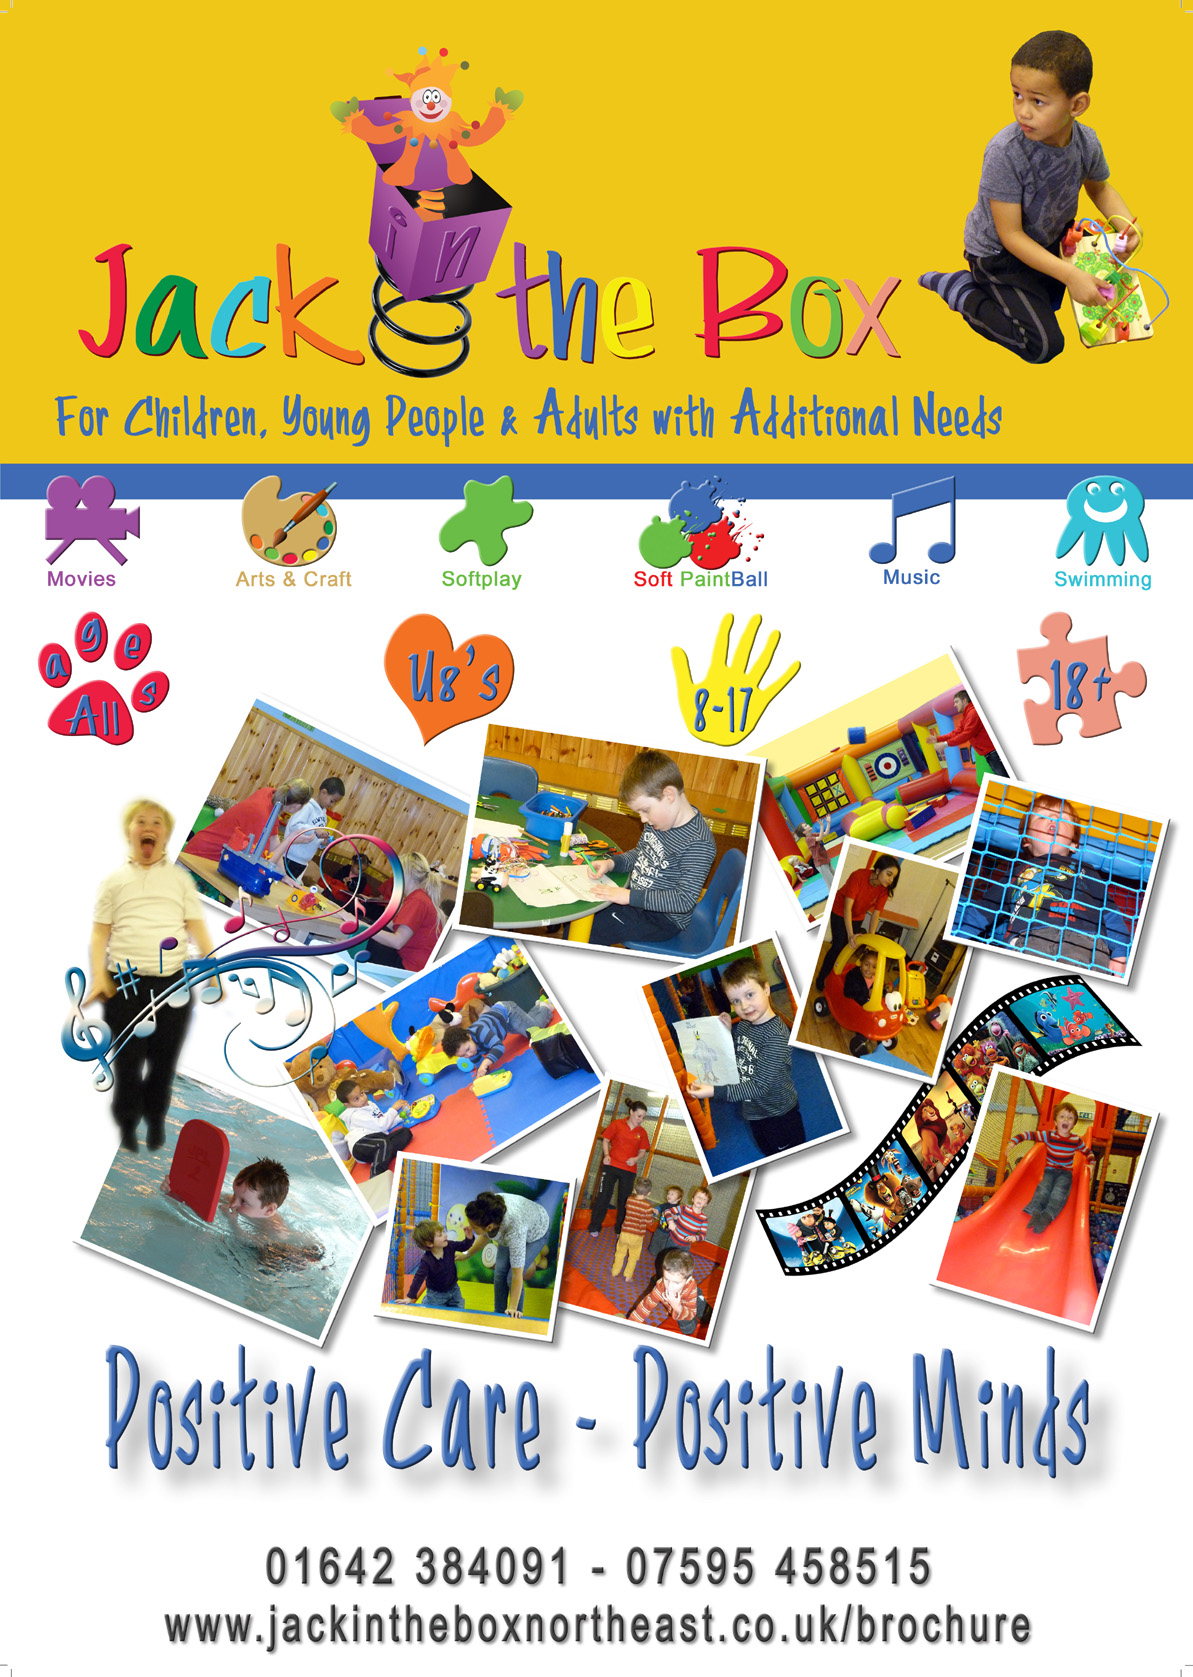 Jack in the Box
For Children, Young People & Adults with Additional Needs
Movies
Arts & Craft
Softplay
Soft PaintBall
Music
Swimming
All ages
U8's
8-17
18+
Positive Care - Positive Minds
01642 384091 - 07595 458515
www.jackintheboxnortheast.co.uk/brochure